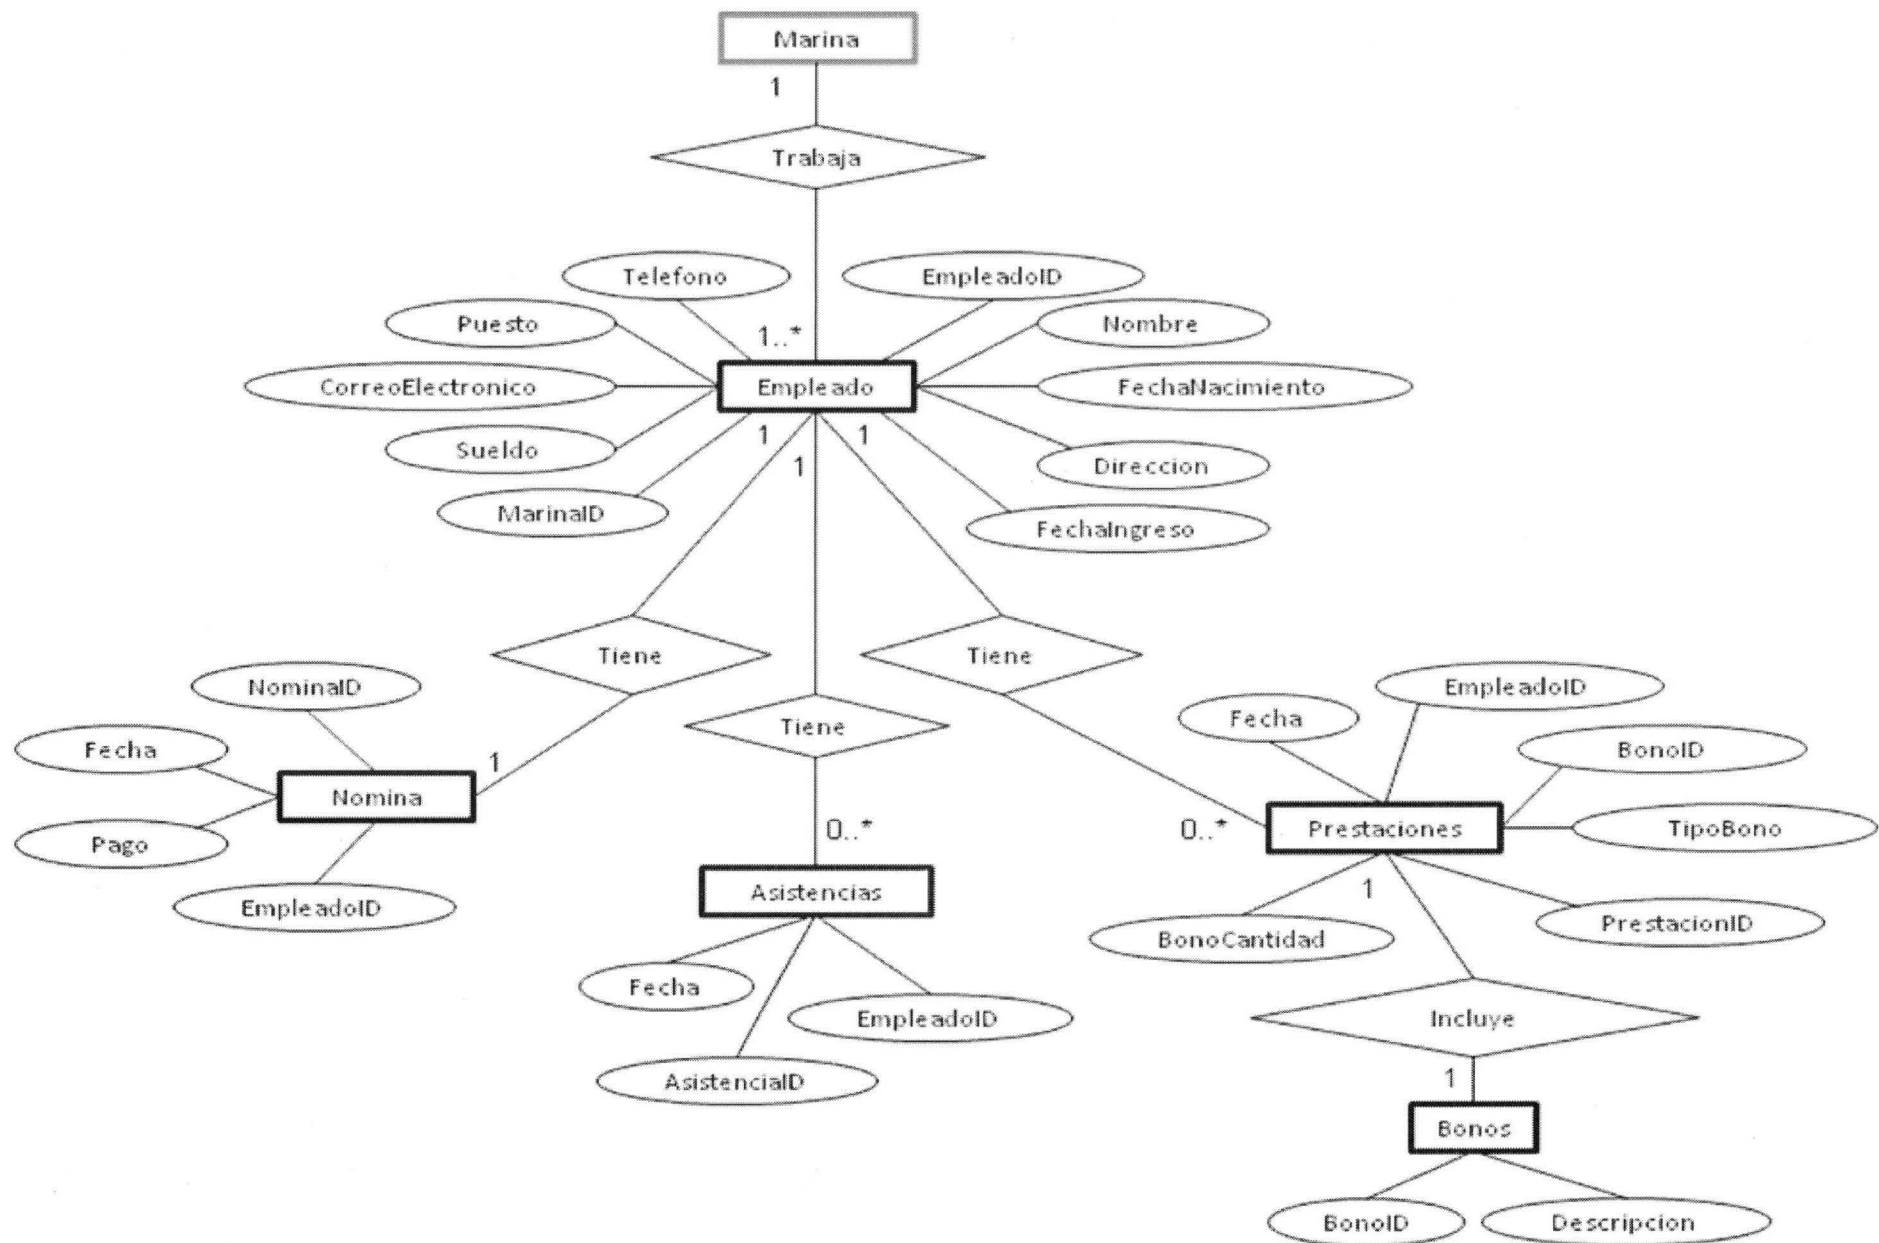 Marina
1
Trabaja
Telefono
EmpleadoID
Puesto
1..*
Nombre
CorreoElectronico
Empleado
FechaNacimiento
Sueldo
1
1
1
Direccion
MarinaID
FechaIngreso
Tiene
Tiene
NominaID
EmpleadoID
Fecha
Tiene
Fecha
1
BonoID
Nomina
Pago
0..*
0..*
Prestaciones
TipoBono
EmpleadoID
Asistencias
1
BonoCantidad
PrestacionID
Fecha
EmpleadoID
Incluye
AsistenciaID
1
Bonos
BonoID
Descripcion